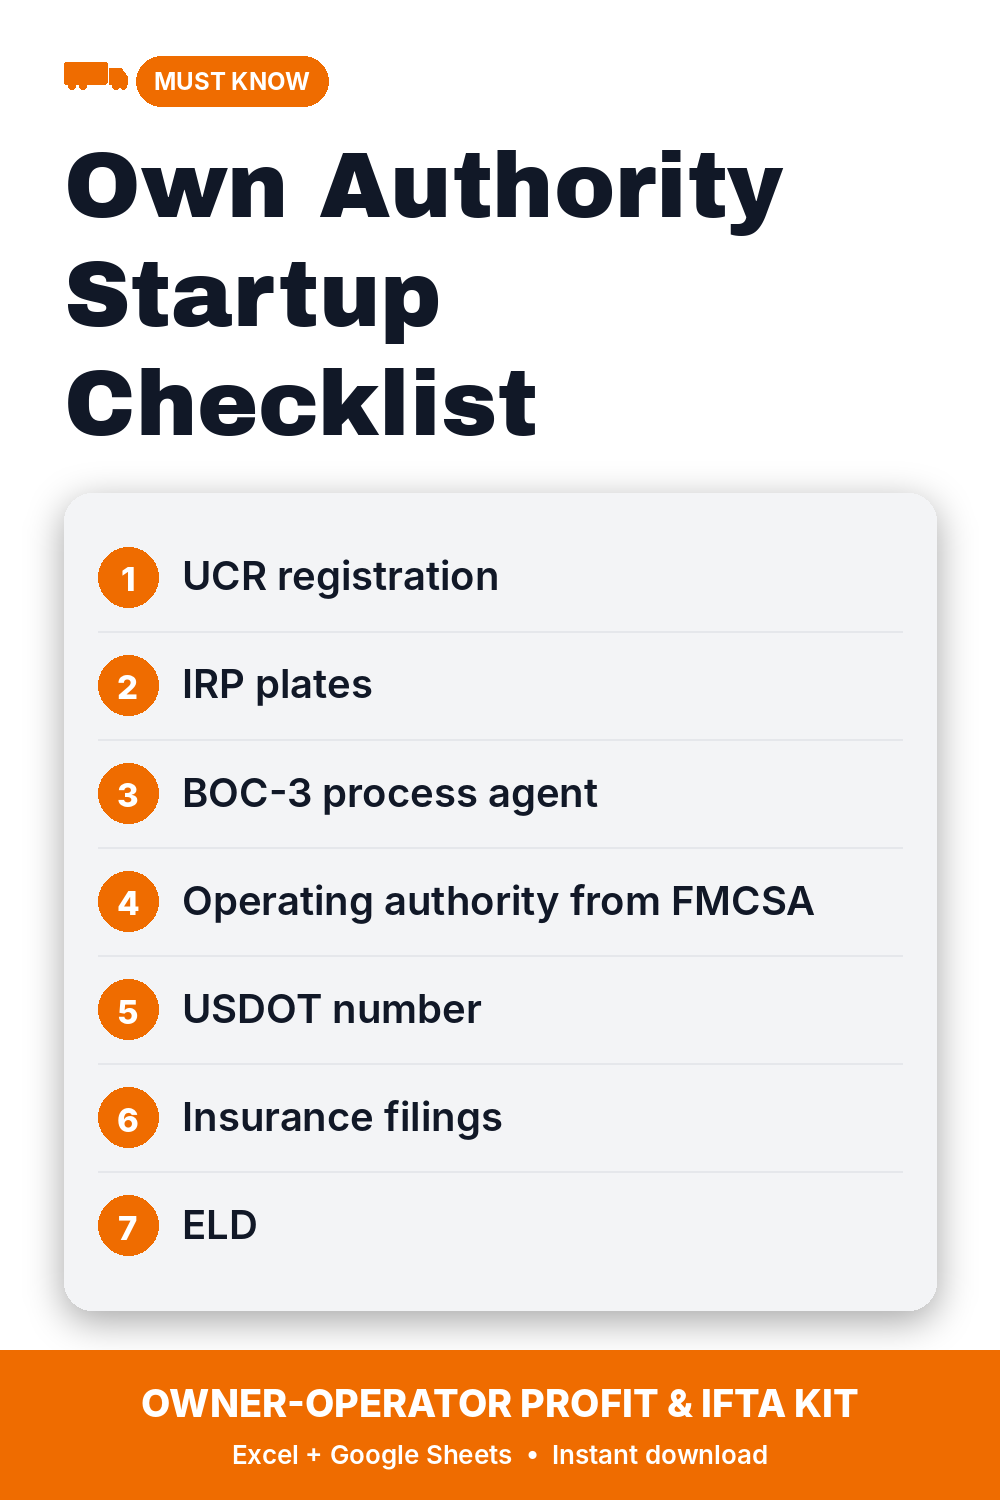 MUST KNOW
Own Authority
Startup
Checklist
1 UCR registration
2 IRP plates
3 BOC-3 process agent
4 Operating authority from FMCSA
5 USDOT number
6 Insurance filings
7 ELD
OWNER-OPERATOR PROFIT & IFTA KIT
Excel + Google Sheets • Instant download